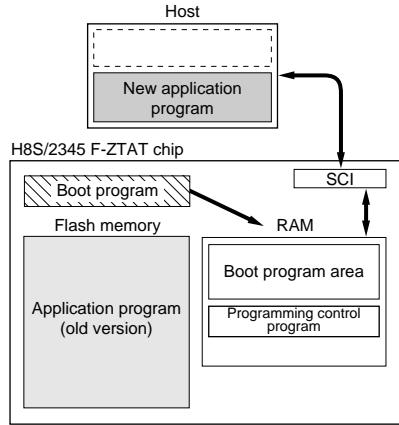 Host
New application
program
H8S/2345 F-ZTAT chip
SCI
Boot program
Flash memory
RAM
Boot program area
Application program
(old version)
Programming control
program